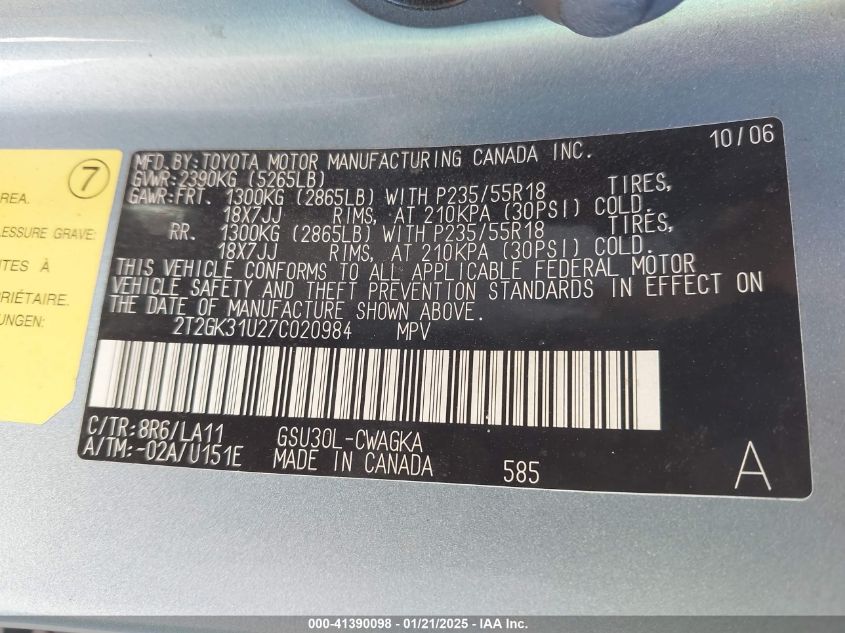 10/06
MFD. BY: TOYOTA MOTOR MANUFACTURING CANADA INC.
GVWR: 2390KG (5265LB)
GAWR: FRT. 1300KG (2865LB) WITH P235/55R18 TIRES,
18X7JJ RIMS, AT 210KPA (30PSI) COLD.
RR. 1300KG (2865LB) WITH P235/55R18 TIRES,
18X7JJ RIMS, AT 210KPA (30PSI) COLD.
THIS VEHICLE CONFORMS TO ALL APPLICABLE FEDERAL MOTOR
VEHICLE SAFETY AND THEFT PREVENTION STANDARDS IN EFFECT ON
THE DATE OF MANUFACTURE SHOWN ABOVE.
2T2GK31U27C020984 MPV
C/TR: 8R6/LA11 GSU30L-CWAGKA
A/TM: -02A/U151E MADE IN CANADA 585 A
7
REA.
LESSURE GRAVE:
ITES À
PRIÉTAIRE.
UNGEN:
000-41390098 - 01/21/2025 - IAA Inc.